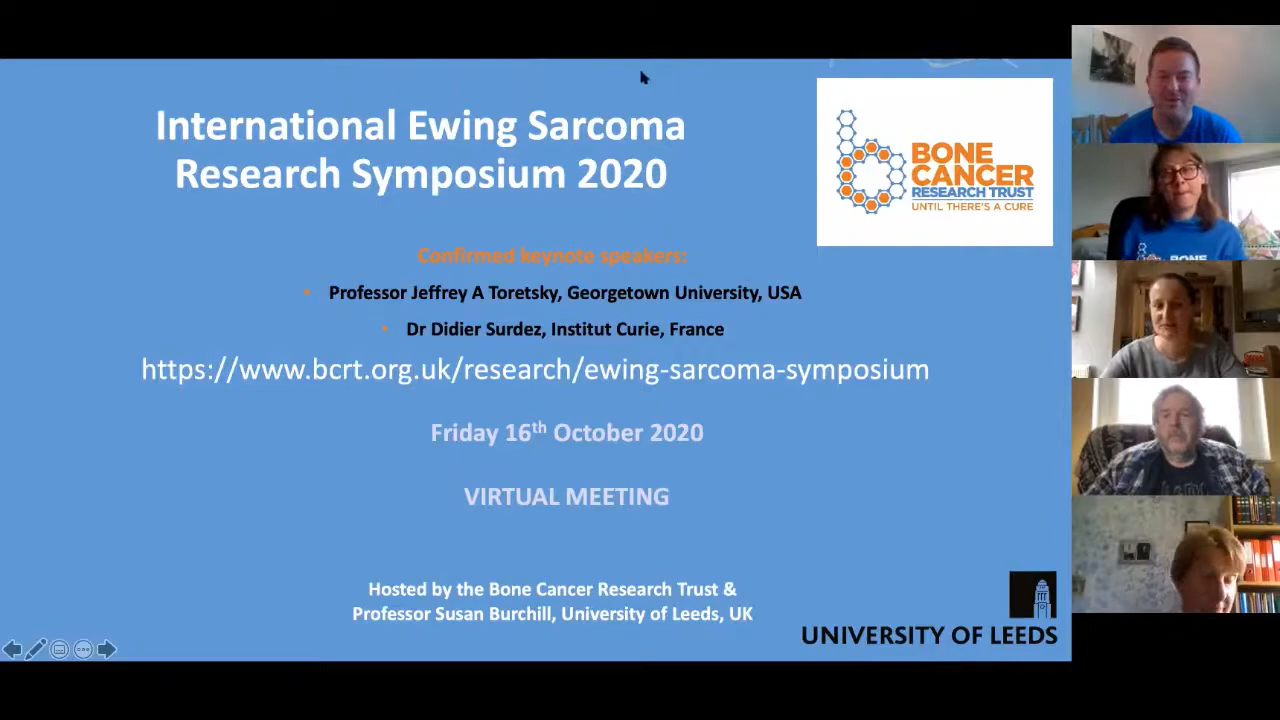 International Ewing Sarcoma
Research Symposium 2020
BONE
CANCER
RESEARCH TRUST
UNTIL THERE'S A CURE
Confirmed keynote speakers:
• Professor Jeffrey A Toretsky, Georgetown University, USA
• Dr Didier Surdez, Institut Curie, France
https://www.bcrt.org.uk/research/ewing-sarcoma-symposium
Friday 16th October 2020
VIRTUAL MEETING
Hosted by the Bone Cancer Research Trust &
Professor Susan Burchill, University of Leeds, UK
UNIVERSITY OF LEEDS
BONE